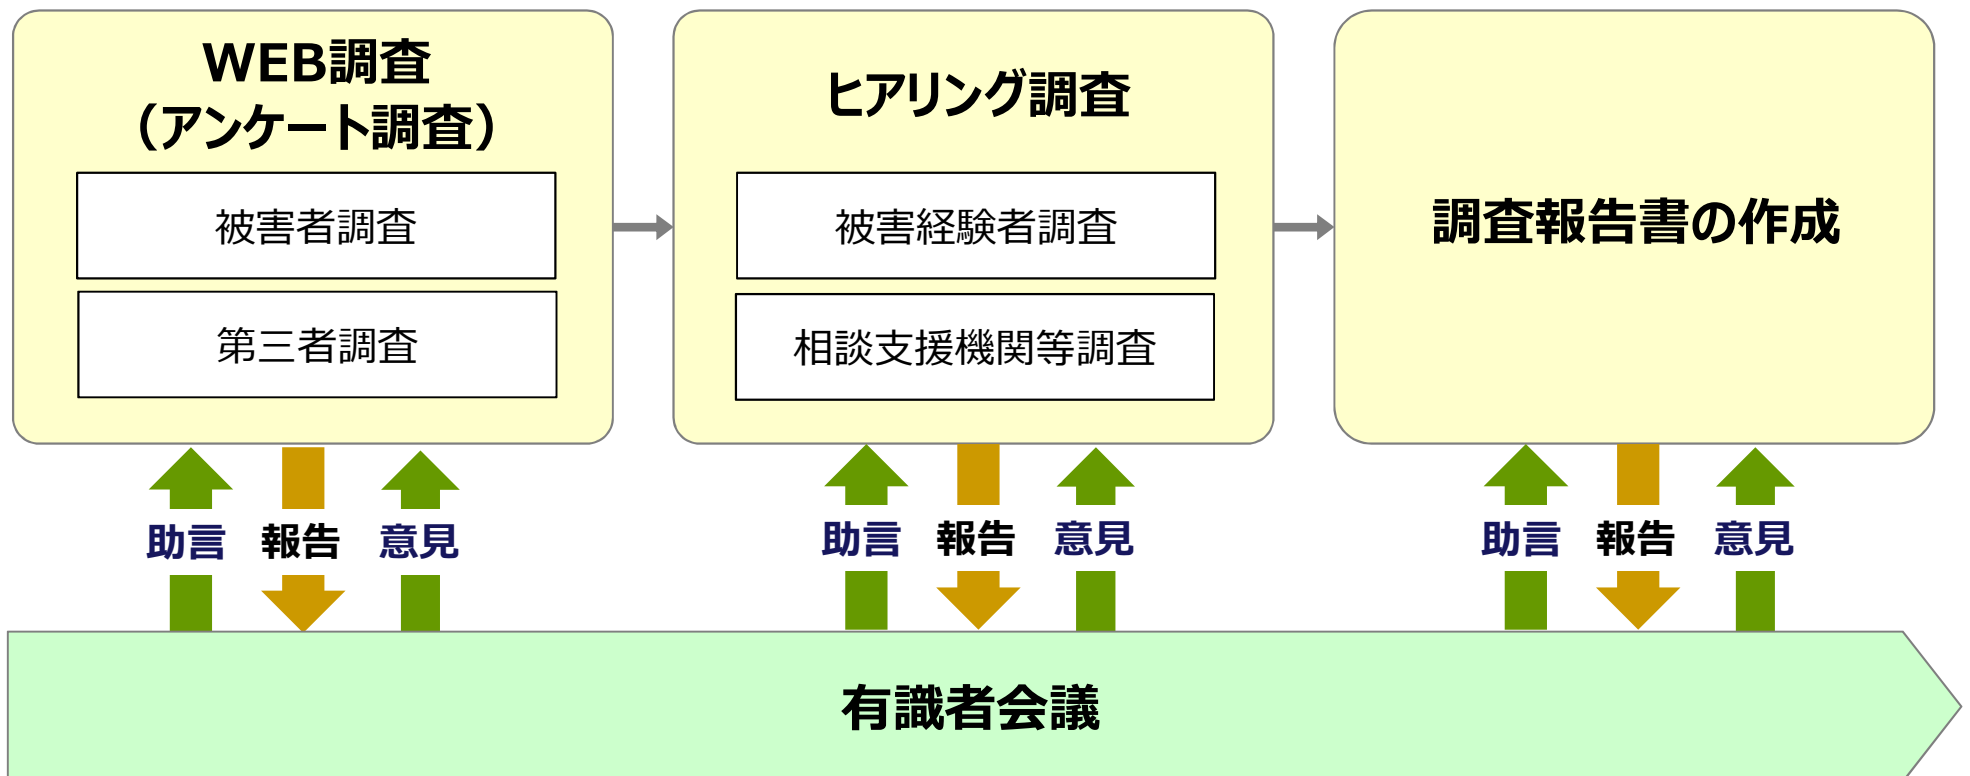 WEB調査
（アンケート調査）
被害者調査
第三者調査
ヒアリング調査
被害経験者調査
相談支援機関等調査
調査報告書の作成
助言
報告
意見
助言
報告
意見
助言
報告
意見
有識者会議